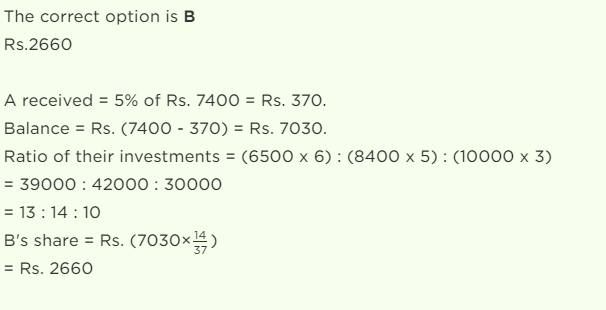 The correct option is B
Rs.2660
A received = 5% of Rs. 7400 = Rs. 370.
Balance = Rs. (7400 - 370) = Rs. 7030.
Ratio of their investments = (6500 x 6) : (8400 x 5) : (10000 x 3)
= 39000 : 42000 : 30000
= 13 : 14 : 10
B's share = Rs. (7030×14/37)
= Rs. 2660